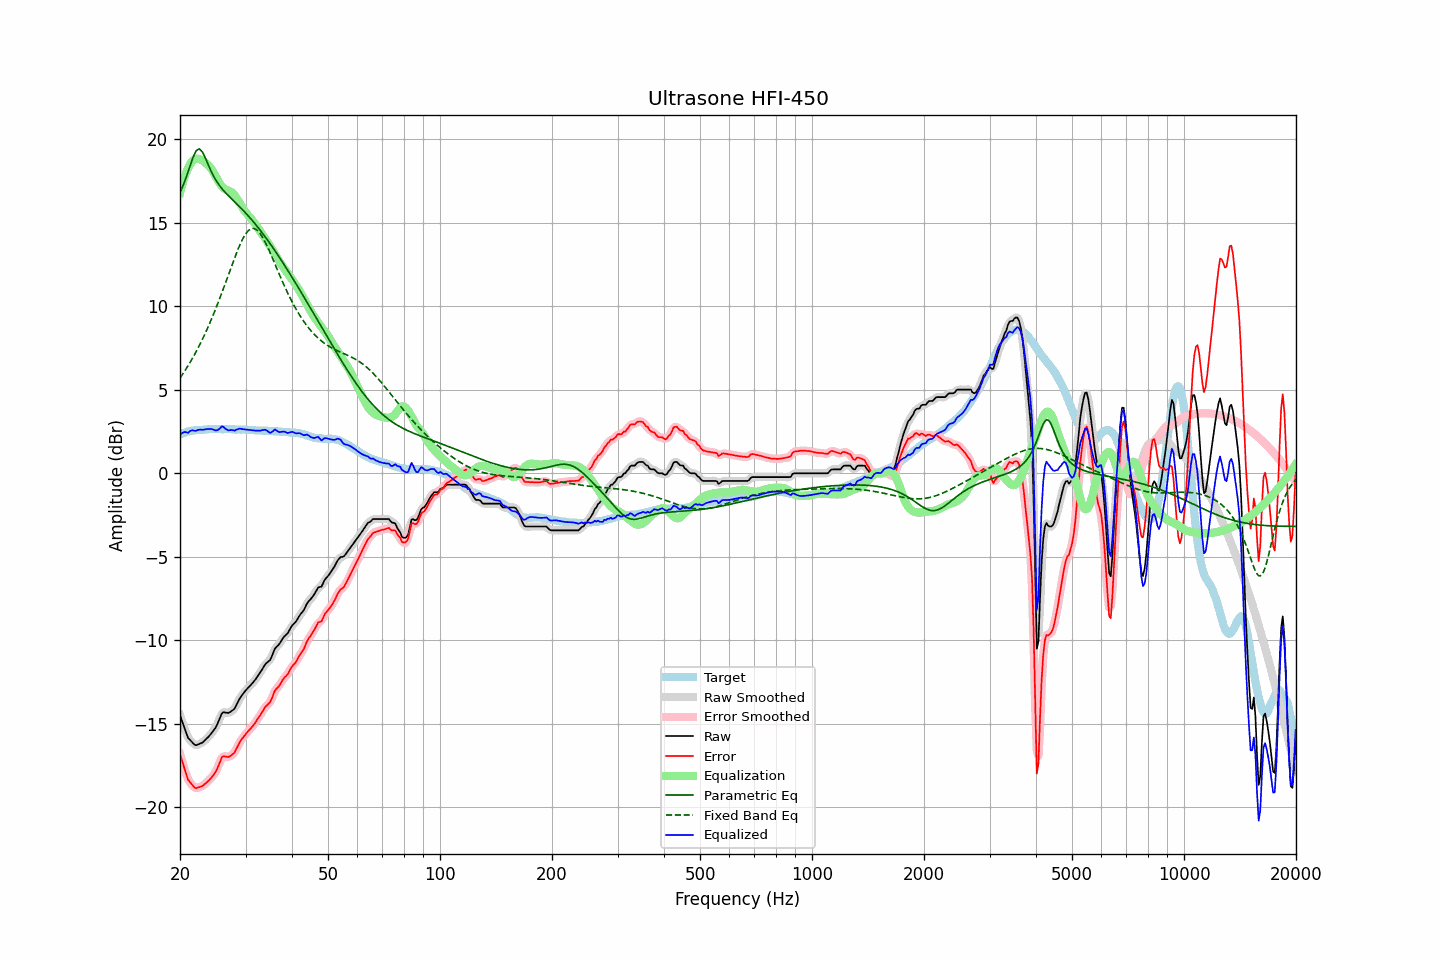 Ultrasone HFI-450
Amplitude (dBr)
20
15
10
5
0
−5
−10
−15
−20
Target
Raw Smoothed
Error Smoothed
Raw
Error
Equalization
Parametric Eq
Fixed Band Eq
Equalized
20 50 100 200 500 1000 2000 5000 10000 20000
Frequency (Hz)